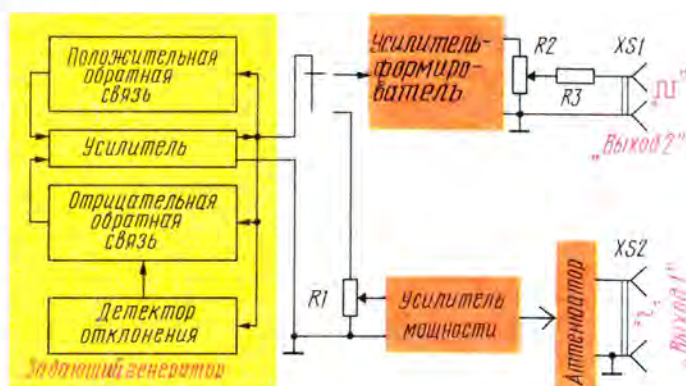 Положительная
обратная
связь
Усилитель
Отрицательная
обратная
связь
Детектор
отклонения
Задающий генератор
Усилитель-
формиро-
ватель
R2
R3
XS1
„Выход 2"
R1
Усилитель
мощности
Аттенюатор
XS2
„Выход 1"